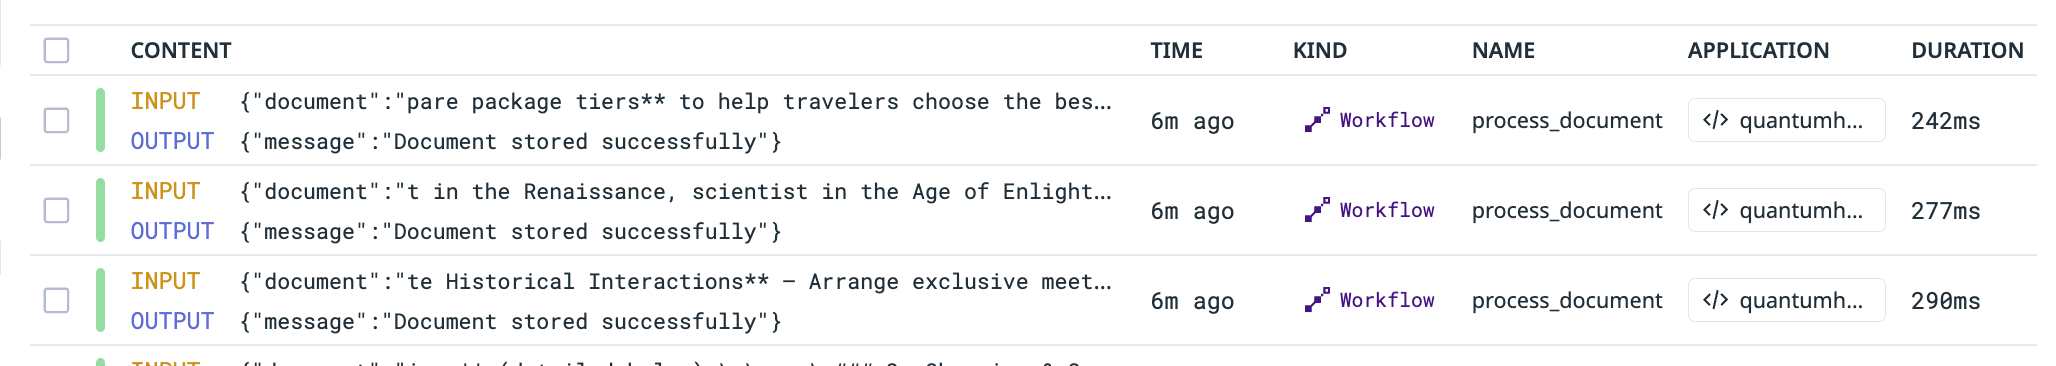 CONTENT TIME KIND NAME APPLICATION DURATION
INPUT {"document":"pare package tiers** to help travelers choose the bes...
OUTPUT {"message":"Document stored successfully"}
6m ago Workflow process_document </> quantumh... 242ms
INPUT {"document":"t in the Renaissance, scientist in the Age of Enlight...
OUTPUT {"message":"Document stored successfully"}
6m ago Workflow process_document </> quantumh... 277ms
INPUT {"document":"te Historical Interactions** – Arrange exclusive meet...
OUTPUT {"message":"Document stored successfully"}
6m ago Workflow process_document </> quantumh... 290ms